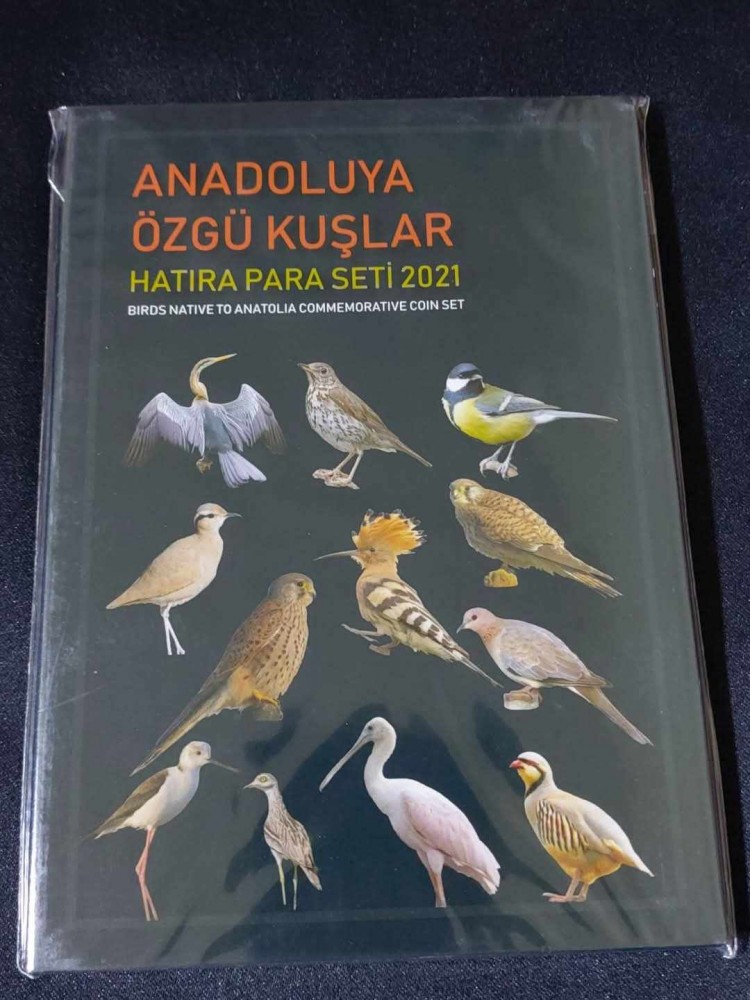 ANADOLUYA
ÖZGÜ KUŞLAR
HATIRA PARA SETİ 2021
BIRDS NATIVE TO ANATOLIA COMMEMORATIVE COIN SET